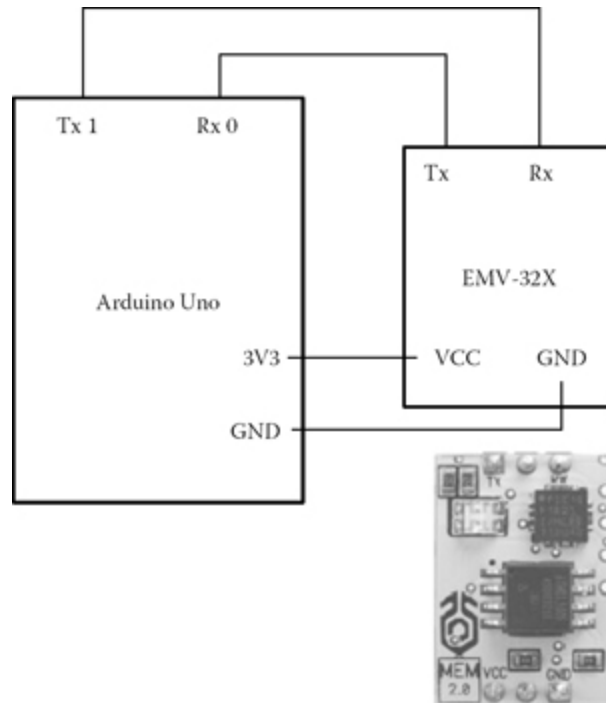 Tx 1 Rx 0
Tx Rx
EMV-32X
Arduino Uno
3V3 VCC GND
GND
TX
MEM
2.0
VCC GND